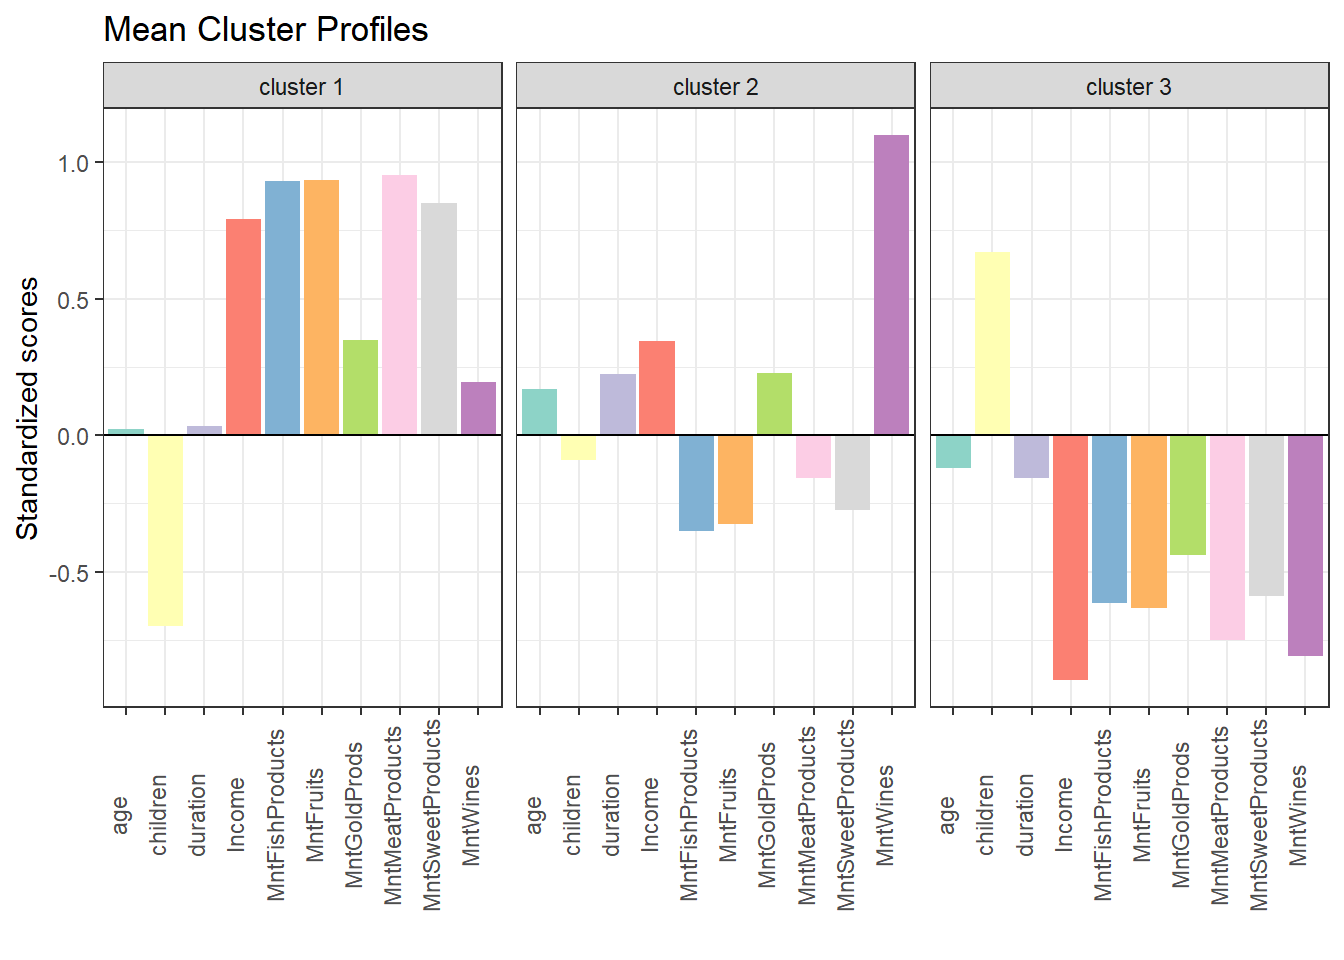 Mean Cluster Profiles
cluster 1
cluster 2
cluster 3
Standardized scores
1.0
0.5
0.0
-0.5
age
children
duration
Income
MntFishProducts
MntFruits
MntGoldProds
MntMeatProducts
MntSweetProducts
MntWines
age
children
duration
Income
MntFishProducts
MntFruits
MntGoldProds
MntMeatProducts
MntSweetProducts
MntWines
age
children
duration
Income
MntFishProducts
MntFruits
MntGoldProds
MntMeatProducts
MntSweetProducts
MntWines